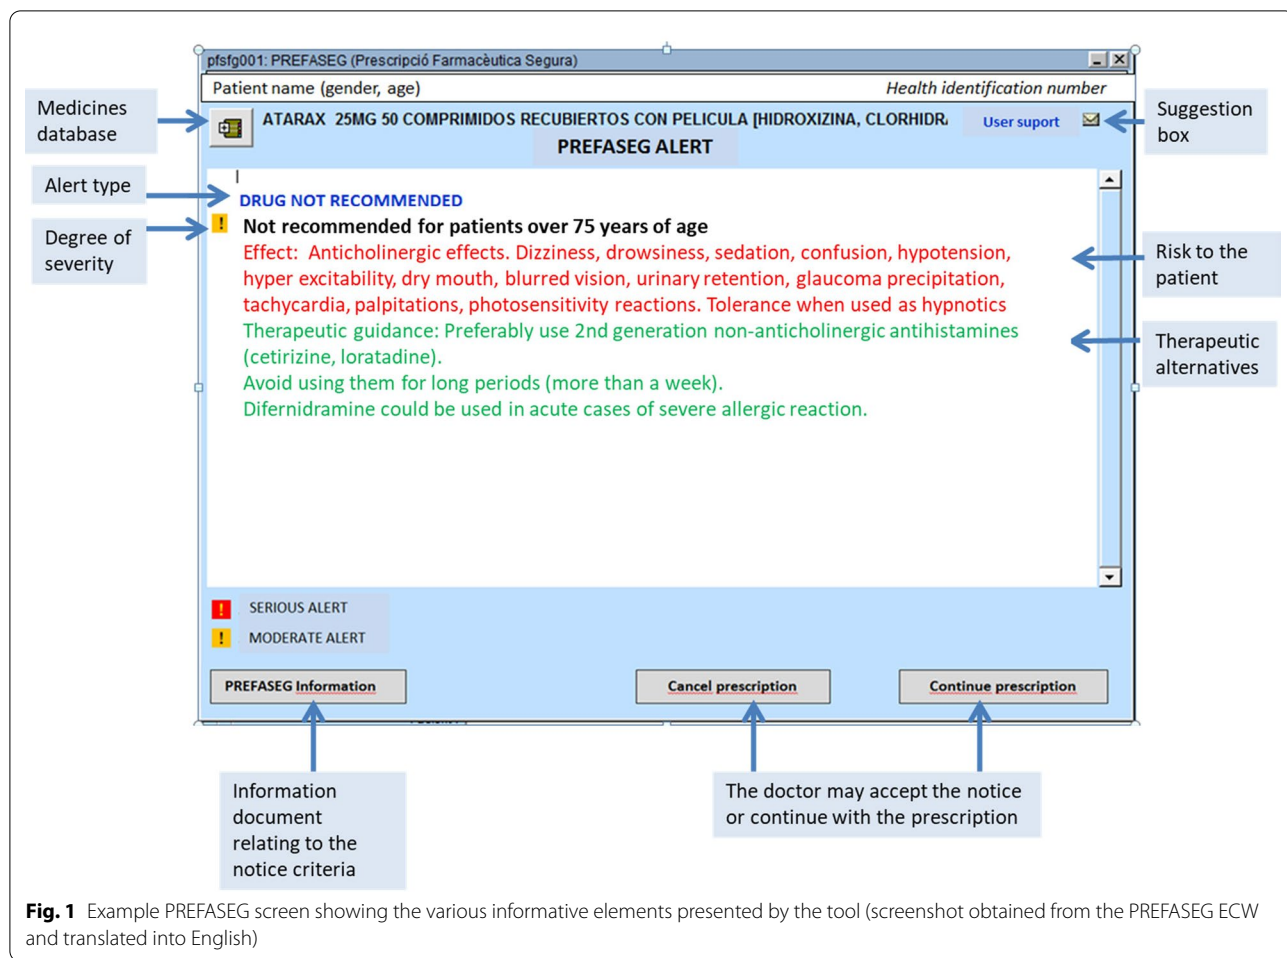 pfsfg001: PREFASEG (Prescripció Farmacèutica Segura)
Patient name (gender, age)
Health identification number
Medicines
database
ATARAX 25MG 50 COMPRIMIDOS RECUBIERTOS CON PELICULA [HIDROXIZINA, CLORHIDR
User suport
Suggestion
box
PREFASEG ALERT
Alert type
DRUG NOT RECOMMENDED
Degree of
severity
! Not recommended for patients over 75 years of age
Effect: Anticholinergic effects. Dizziness, drowsiness, sedation, confusion, hypotension,
hyper excitability, dry mouth, blurred vision, urinary retention, glaucoma precipitation,
tachycardia, palpitations, photosensitivity reactions. Tolerance when used as hypnotics
Risk to the
patient
Therapeutic guidance: Preferably use 2nd generation non-anticholinergic antihistamines
(cetirizine, loratadine).
Avoid using them for long periods (more than a week).
Difernidramine could be used in acute cases of severe allergic reaction.
Therapeutic
alternatives
! SERIOUS ALERT
! MODERATE ALERT
PREFASEG Information
Cancel prescription
Continue prescription
Information
document
relating to the
notice criteria
The doctor may accept the notice
or continue with the prescription
Fig. 1 Example PREFASEG screen showing the various informative elements presented by the tool (screenshot obtained from the PREFASEG ECW
and translated into English)